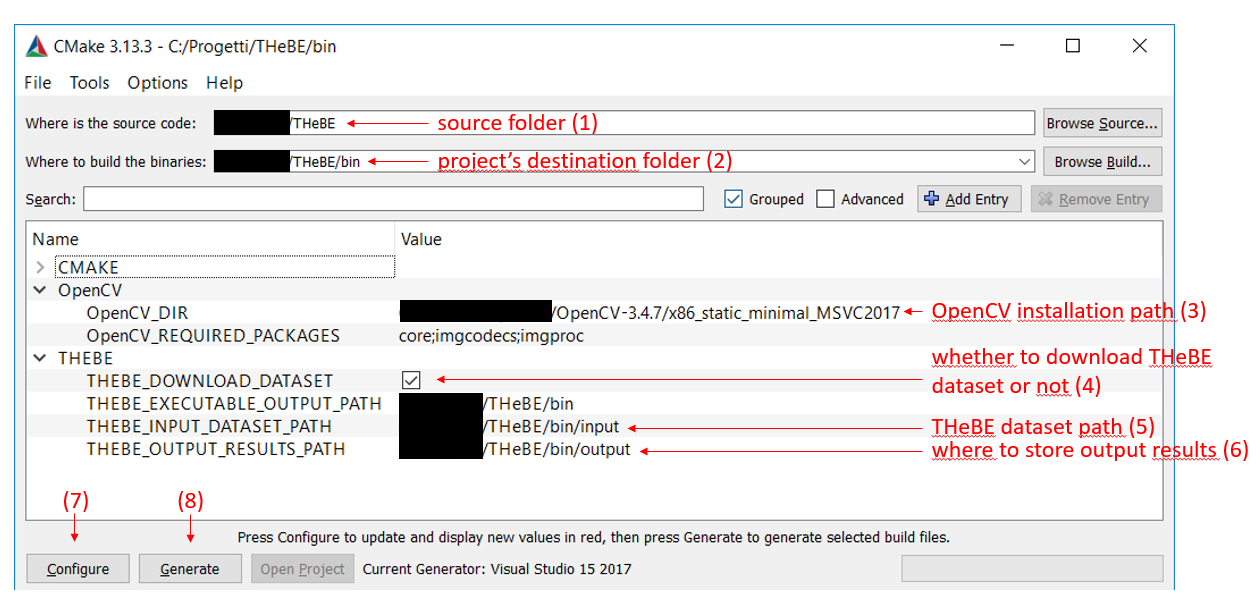 CMake 3.13.3 - C:/Progetti/THeBE/bin
File Tools Options Help
Where is the source code: /THeBE source folder (1) Browse Source...
Where to build the binaries: /THeBE/bin project's destination folder (2) Browse Build...
Search: Grouped Advanced Add Entry Remove Entry
Name Value
CMAKE
OpenCV
OpenCV_DIR /OpenCV-3.4.7/x86_static_minimal_MSVC2017 OpenCV installation path (3)
OpenCV_REQUIRED_PACKAGES core;imgcodecs;imgproc
THEBE whether to download THeBE
THEBE_DOWNLOAD_DATASET dataset or not (4)
THEBE_EXECUTABLE_OUTPUT_PATH /THeBE/bin
THEBE_INPUT_DATASET_PATH /THeBE/bin/input THeBE dataset path (5)
THEBE_OUTPUT_RESULTS_PATH /THeBE/bin/output where to store output results (6)
(7) (8)
Press Configure to update and display new values in red, then press Generate to generate selected build files.
Configure Generate Open Project Current Generator: Visual Studio 15 2017